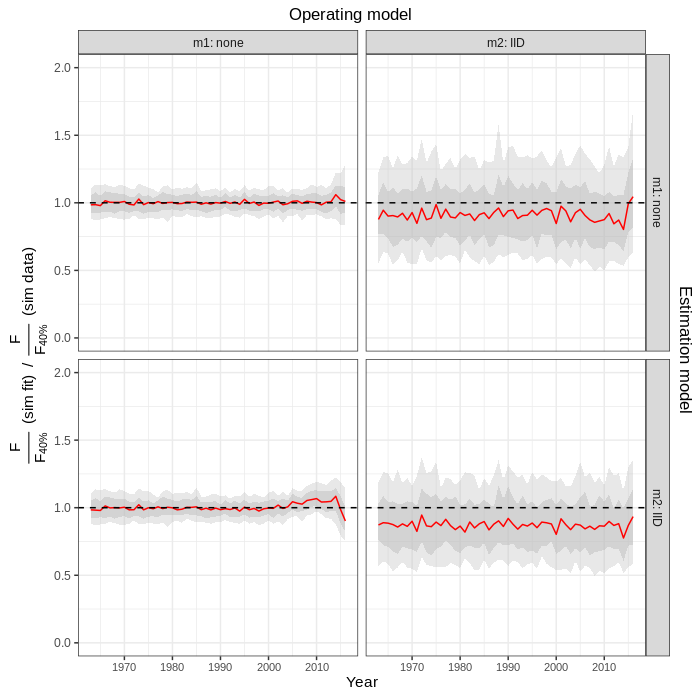 Operating model
m1: none
m2: IID
2.0
1.5
1.0
0.5
0.0
m1: none
2.0
1.5
1.0
0.5
0.0
m2: IID
F
F40%
(sim fit) / F
F40%
(sim data)
Estimation model
1970 1980 1990 2000 2010
1970 1980 1990 2000 2010
Year